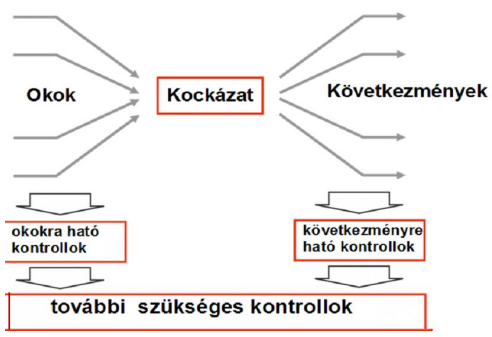 Okok
Kockázat
Következmények
okokra ható
kontrollok
következményre
ható kontrollok
további szükséges kontrollok